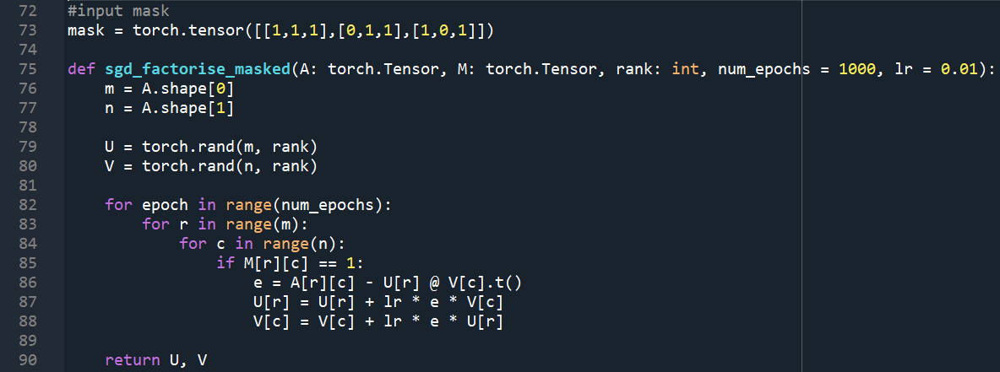 72 #input mask
73 mask = torch.tensor([[1,1,1],[0,1,1],[1,0,1]])
74
75 def sgd_factorise_masked(A: torch.Tensor, M: torch.Tensor, rank: int, num_epochs = 1000, lr = 0.01):
76     m = A.shape[0]
77     n = A.shape[1]
78
79     U = torch.rand(m, rank)
80     V = torch.rand(n, rank)
81
82     for epoch in range(num_epochs):
83         for r in range(m):
84             for c in range(n):
85                 if M[r][c] == 1:
86                     e = A[r][c] - U[r] @ V[c].t()
87                     U[r] = U[r] + lr * e * V[c]
88                     V[c] = V[c] + lr * e * U[r]
89
90     return U, V